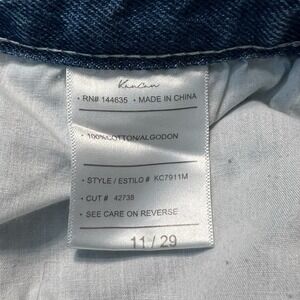 KanCan
• RN# 144635 • MADE IN CHINA
• 100%COTTON/ALGODON
• STYLE / ESTILO # KC7911M
• CUT # 42738
• SEE CARE ON REVERSE
11 / 29